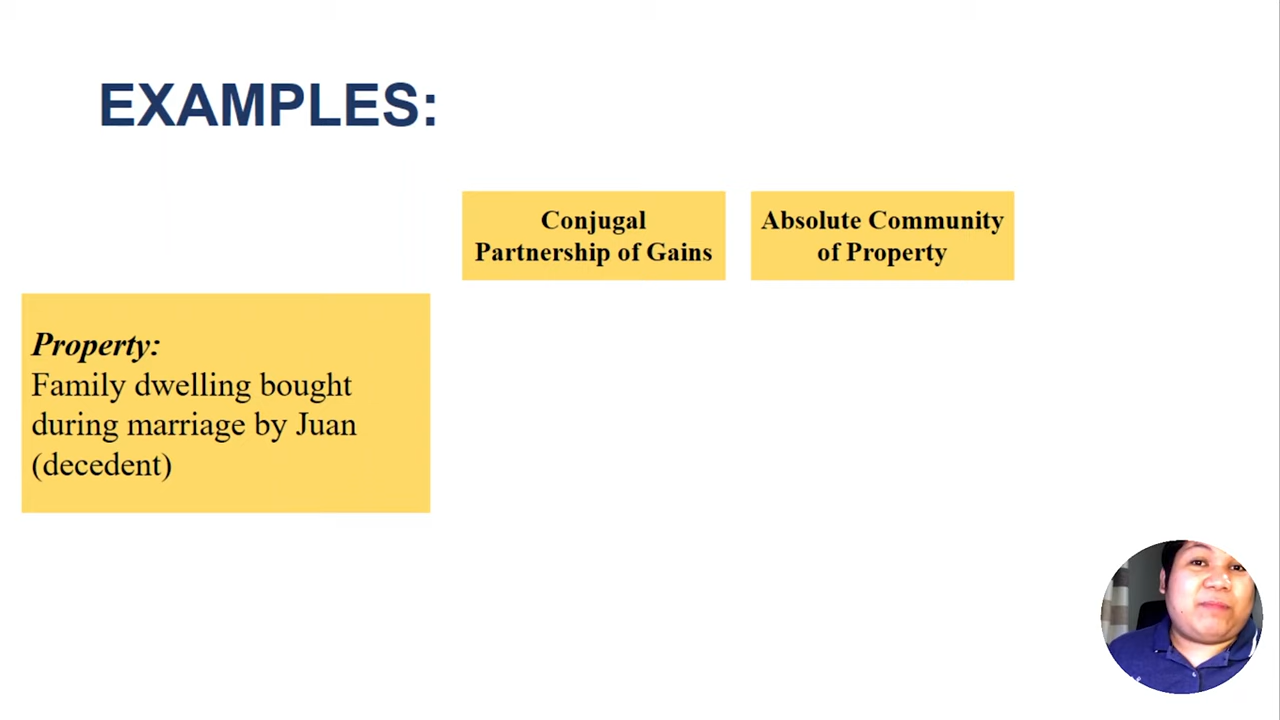 EXAMPLES:
Conjugal
Partnership of Gains
Absolute Community
of Property
Property:
Family dwelling bought
during marriage by Juan
(decedent)